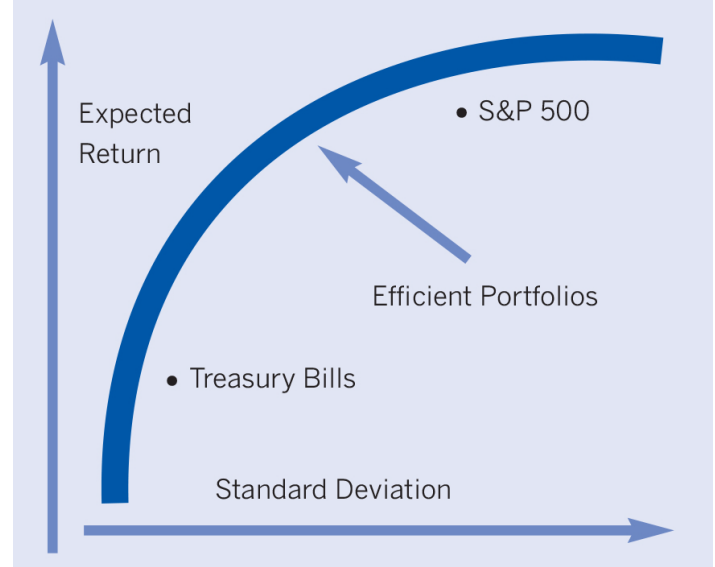 Expected
Return
• S&P 500
Efficient Portfolios
• Treasury Bills
Standard Deviation